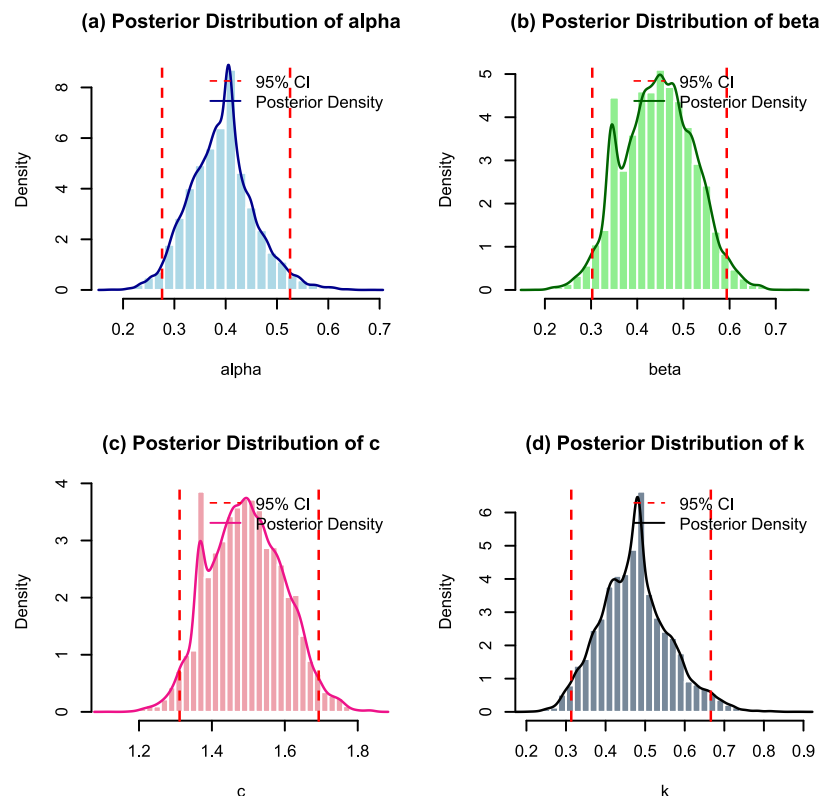 (a) Posterior Distribution of alpha
Density
0 2 4 6 8
95% CI
Posterior Density
0.2 0.3 0.4 0.5 0.6 0.7
alpha
(b) Posterior Distribution of beta
Density
0 1 2 3 4 5
95% CI
Posterior Density
0.2 0.3 0.4 0.5 0.6 0.7
beta
(c) Posterior Distribution of c
Density
0 1 2 3 4
95% CI
Posterior Density
1.2 1.4 1.6 1.8
c
(d) Posterior Distribution of k
Density
0 1 2 3 4 5 6
95% CI
Posterior Density
0.2 0.3 0.4 0.5 0.6 0.7 0.8 0.9
k